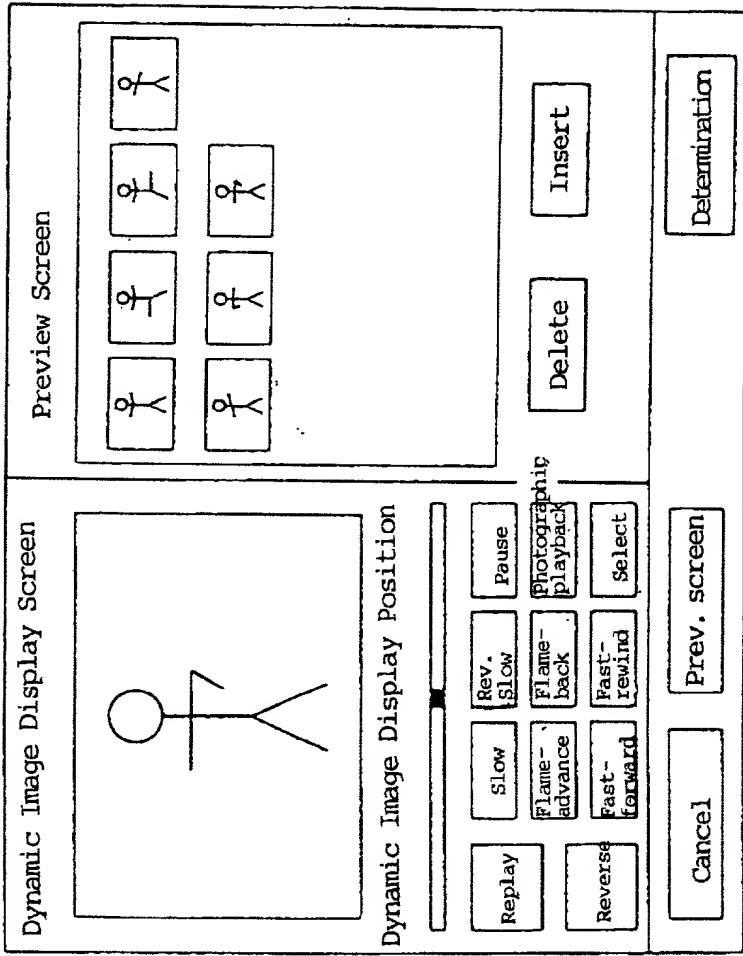 Dynamic Image Display Screen
Dynamic Image Display Position
Replay
Reverse
Slow
Rev.
Slow
Pause
Flame-
advance
Flame-
back
Photographic
playback
Fast-
forward
Fast-
rewind
Select
Preview Screen
Delete
Insert
Cancel
Prev. screen
Determination